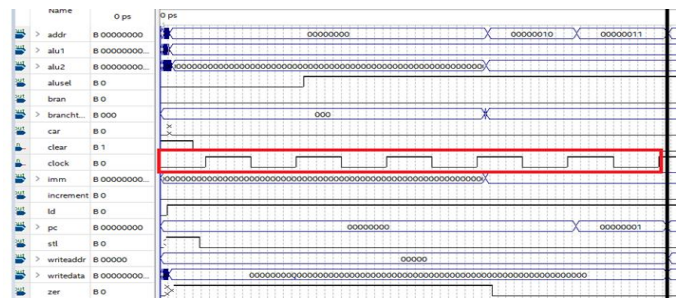 Name 0 ps 0 ps
addr B 00000000 00000000 00000010 00000011
alu1 B 00000000...
alu2 B 00000000...
alusel B 0
bran B 0
brancht... B 000 000
car B 0
clear B 1
clock B 0
imm B 00000000...
increment B 0
ld B 0
pc B 00000000 00000000 00000001
stl B 0
writeaddr B 00000 00000
writedata B 00000000...
zer B 0